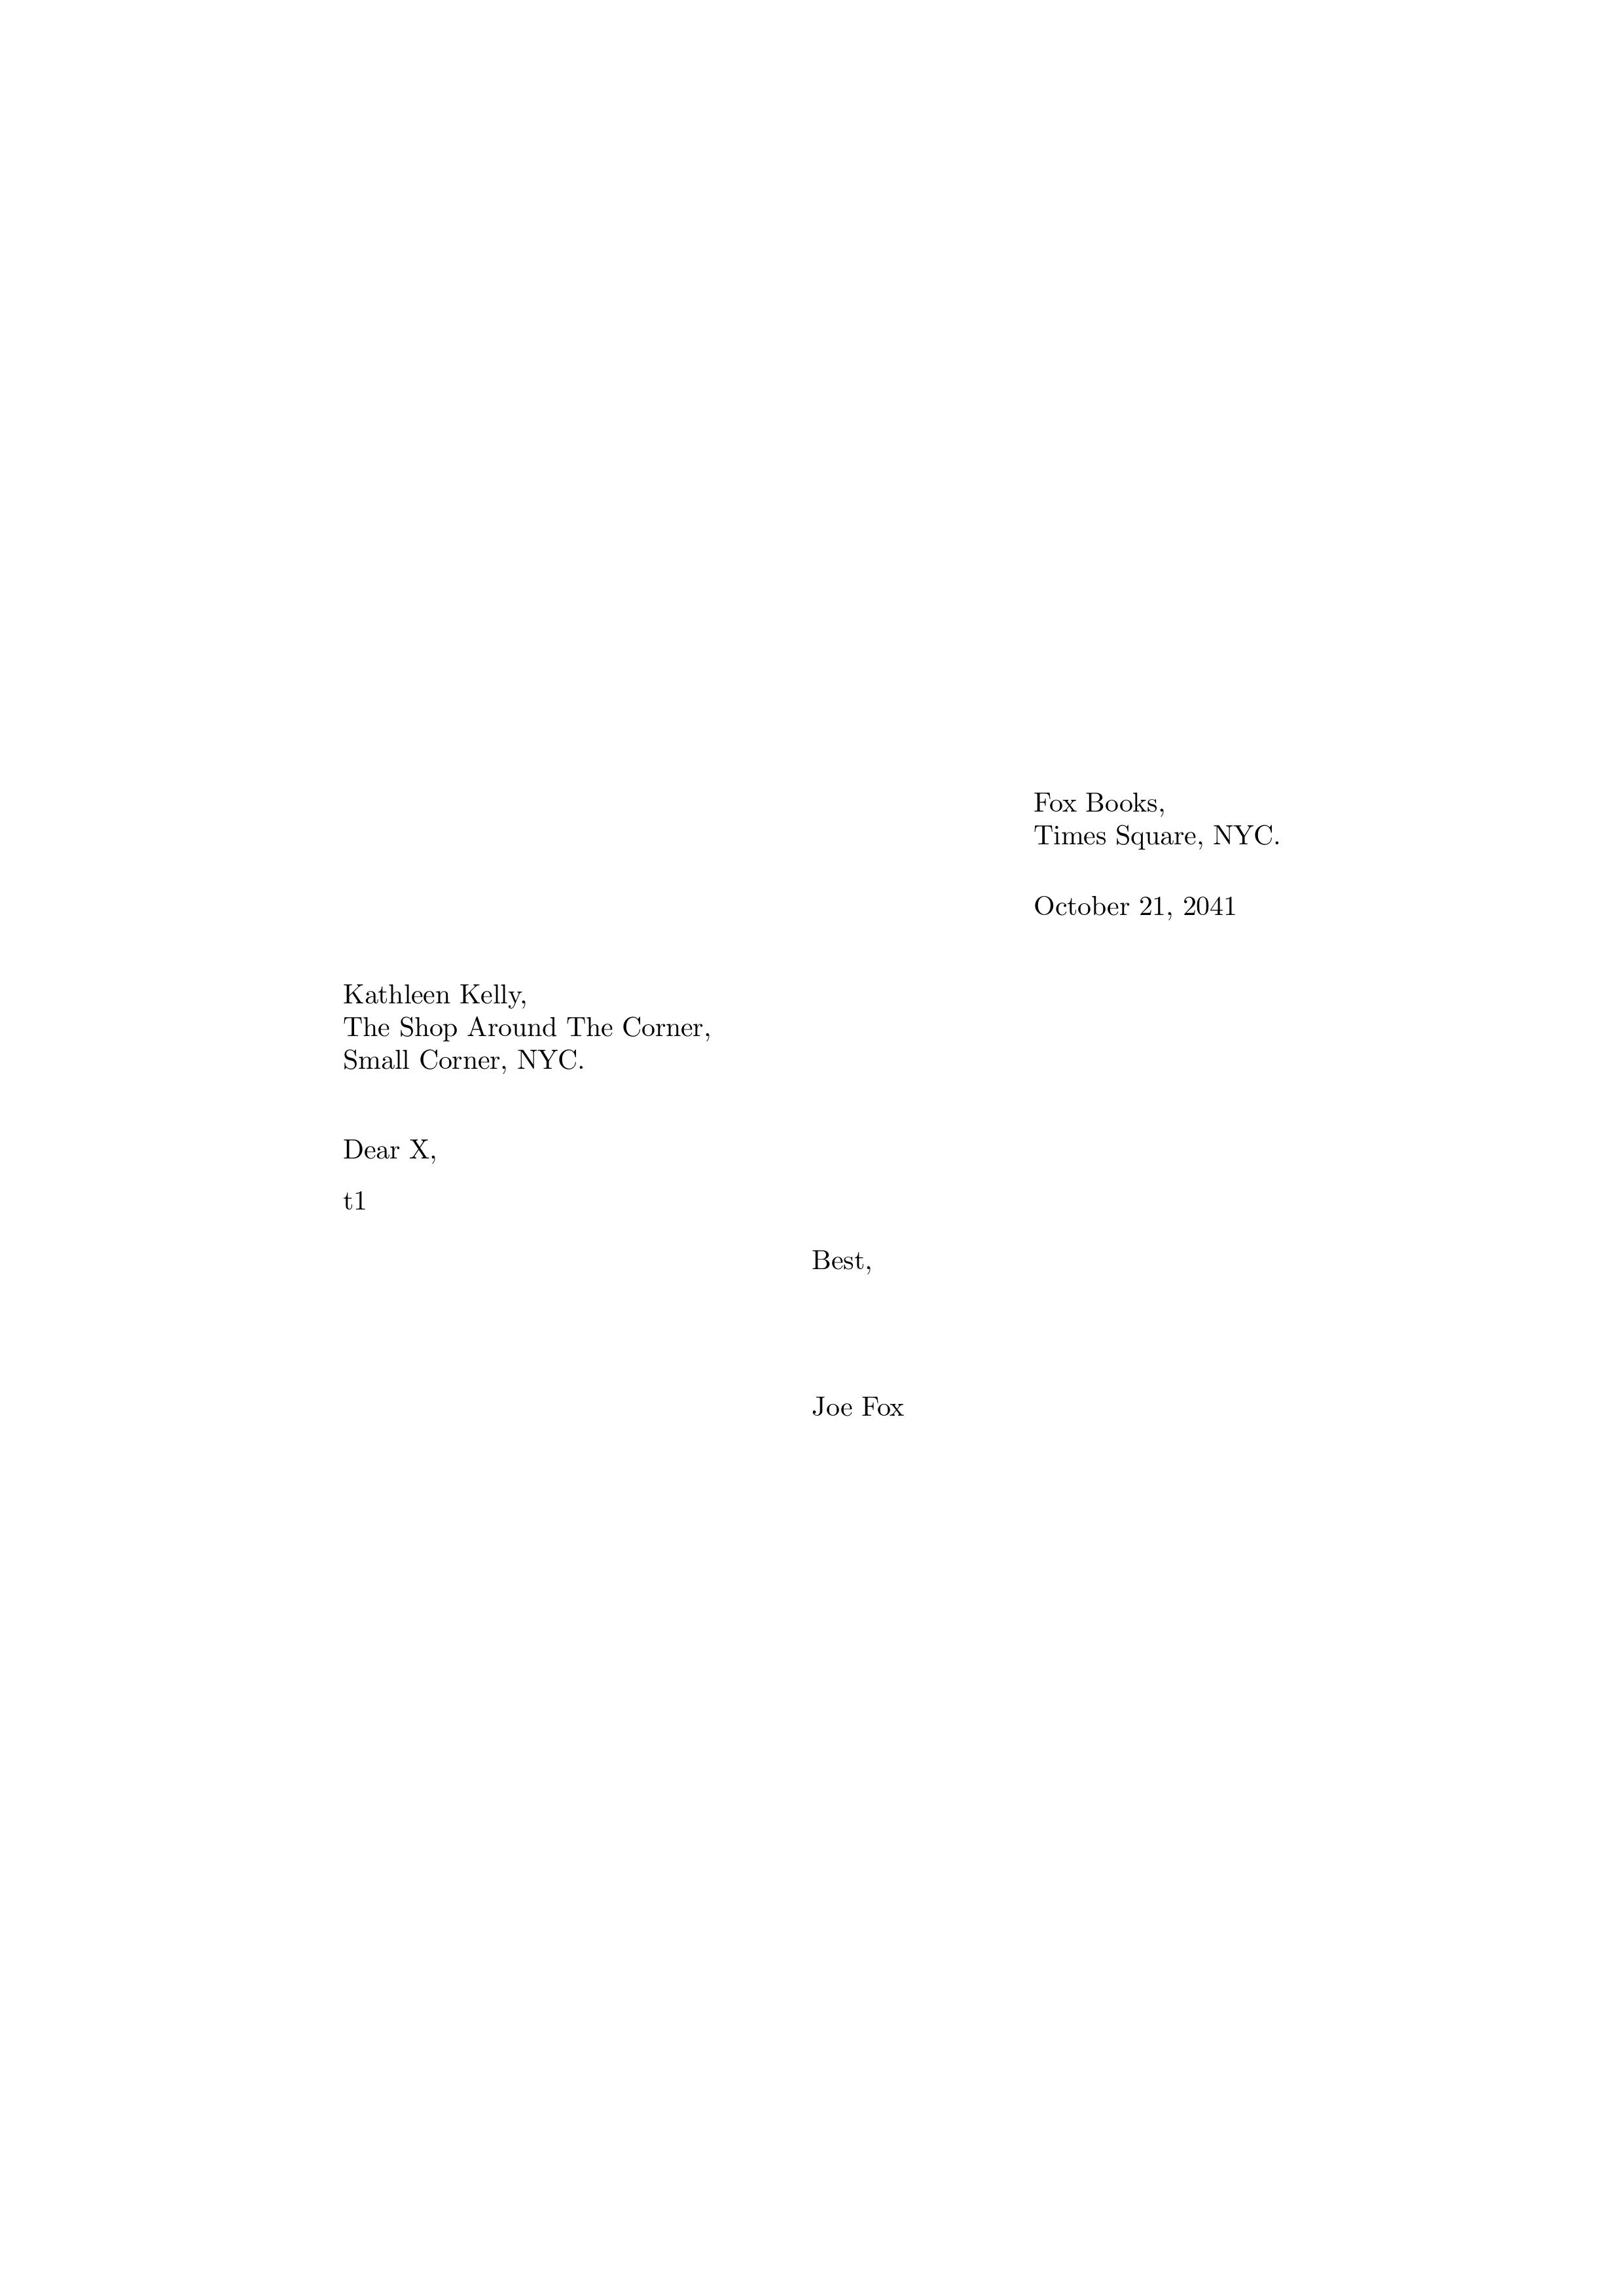 Fox Books,
Times Square, NYC.
October 21, 2041
Kathleen Kelly,
The Shop Around The Corner,
Small Corner, NYC.
Dear X,
t1
Best,
Joe Fox